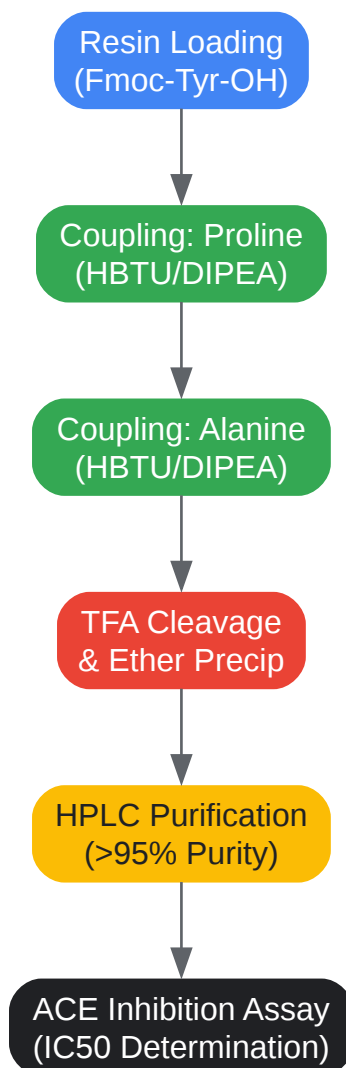 Resin Loading
(Fmoc-Tyr-OH)
Coupling: Proline
(HBTU/DIPEA)
Coupling: Alanine
(HBTU/DIPEA)
TFA Cleavage
& Ether Precip
HPLC Purification
(>95% Purity)
ACE Inhibition Assay
(IC50 Determination)